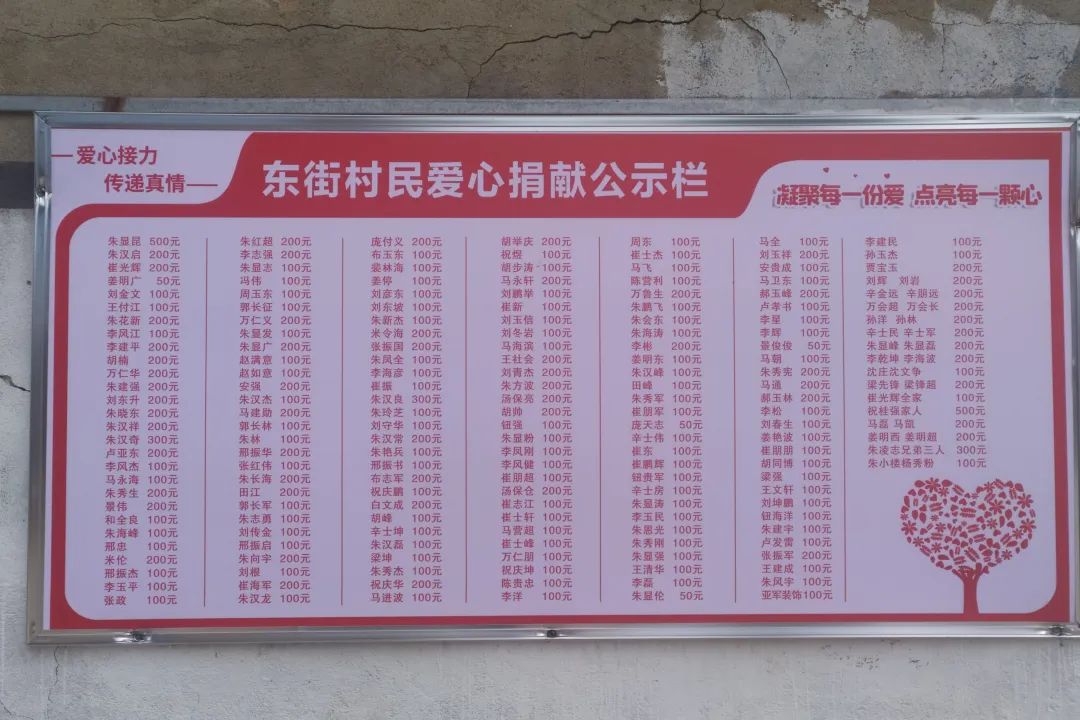 爱心接力
传递真情
东街村民爱心捐献公示栏
凝聚每一份爱 点亮每一颗心
朱显昆 500元
朱汉启 200元
崔光辉 200元
姜明广 50元
刘金文 100元
王付江 100元
朱花新 200元
李风江 100元
李建平 200元
胡楠 200元
万仁华 200元
朱建强 300元
刘东升 200元
朱晓东 200元
朱汉祥 200元
朱汉奇 300元
卢亚东 200元
李风杰 100元
马永海 100元
朱秀生 200元
景伟 200元
和全良 100元
朱海峰 100元
邢忠 100元
米伦 200元
邢振杰 100元
李玉平 100元
张政 100元
朱红超 200元
李志强 200元
朱显志 100元
冯伟 100元
周玉东 100元
郭长征 100元
万仁义 200元
朱显发 100元
朱显广 200元
赵满意 100元
赵如意 100元
安强 200元
朱汉杰 100元
马建勋 200元
郭长林 100元
朱林 100元
邢振华 200元
张红伟 100元
朱长海 200元
田江 200元
郭长军 100元
朱志勇 100元
刘传金 100元
邢振启 100元
朱向宇 200元
刘根 100元
崔海军 200元
朱汉龙 100元
庞付义 200元
布玉东 100元
裴林海 100元
姜停 100元
刘彦东 100元
刘东坡 100元
朱新杰 100元
米令海 200元
张振国 200元
朱凤全 100元
李海彦 100元
崔振 100元
朱汉良 300元
朱玲芝 100元
刘守华 100元
朱汉常 200元
朱艳兵 100元
邢振书 100元
布志军 200元
祝庆鹏 100元
白文成 200元
胡峰 100元
辛士坤 100元
朱汉磊 100元
梁坤 100元
朱秀杰 100元
祝庆华 200元
马进波 100元
胡举庆 200元
祝煜 100元
胡步涛 200元
马永轩 200元
刘鹏举 100元
崔新 100元
刘玉信 100元
刘冬岩 100元
马海滨 100元
王社会 200元
刘青杰 200元
朱方波 200元
汤保亮 200元
胡帅 200元
钮强 100元
朱显粉 100元
李凤刚 100元
李风健 100元
崔朋超 200元
汤保仓 200元
崔志江 100元
崔士轩 100元
马营超 100元
崔士峰 100元
万仁朋 100元
祝庆坤 100元
陈贵忠 100元
李洋 100元
周东 100元
崔士杰 100元
马飞 100元
陈营利 100元
万鲁生 200元
朱鹏飞 100元
朱会东 100元
朱海涛 100元
李彬 200元
姜明东 100元
朱汉峰 100元
田峰 100元
朱秀军 100元
崔朋军 100元
庞天志 50元
辛士伟 100元
崔东 100元
崔鹏辉 100元
钮贵军 100元
辛士房 100元
朱显涛 100元
李玉民 100元
朱恩光 100元
朱秀刚 100元
朱显强 100元
王清华 100元
李磊 100元
朱显伦 50元
马全 100元
刘玉祥 200元
安贵成 100元
马卫东 100元
郝玉峰 200元
卢孝书 100元
李星 100元
李辉 100元
景俊俊 50元
马朝 100元
朱秀宪 200元
马通 200元
郝玉林 200元
李松 100元
刘春生 100元
姜艳波 100元
崔朋朋 100元
胡同博 100元
梁强 100元
王文轩 100元
刘坤鹏 100元
钮海洋 100元
朱建宇 100元
卢发雷 100元
张振军 200元
王建成 100元
朱风宇 100元
亚军装饰100元
李建民 100元
孙玉杰 100元
贾宝玉 200元
刘辉 刘岩 200元
辛金远 辛朋远 200元
万会超 万会长 200元
孙洋 孙林 200元
辛士民 辛士军 200元
朱显峰 朱显磊 200元
李乾坤 李海波 200元
沈庄沈文争 100元
梁先锋 梁锋超 200元
崔光辉全家 100元
祝桂强家人 500元
马磊 马凯 200元
姜明西 姜明超 200元
朱凌志兄弟三人 300元
朱小楼杨秀粉 100元